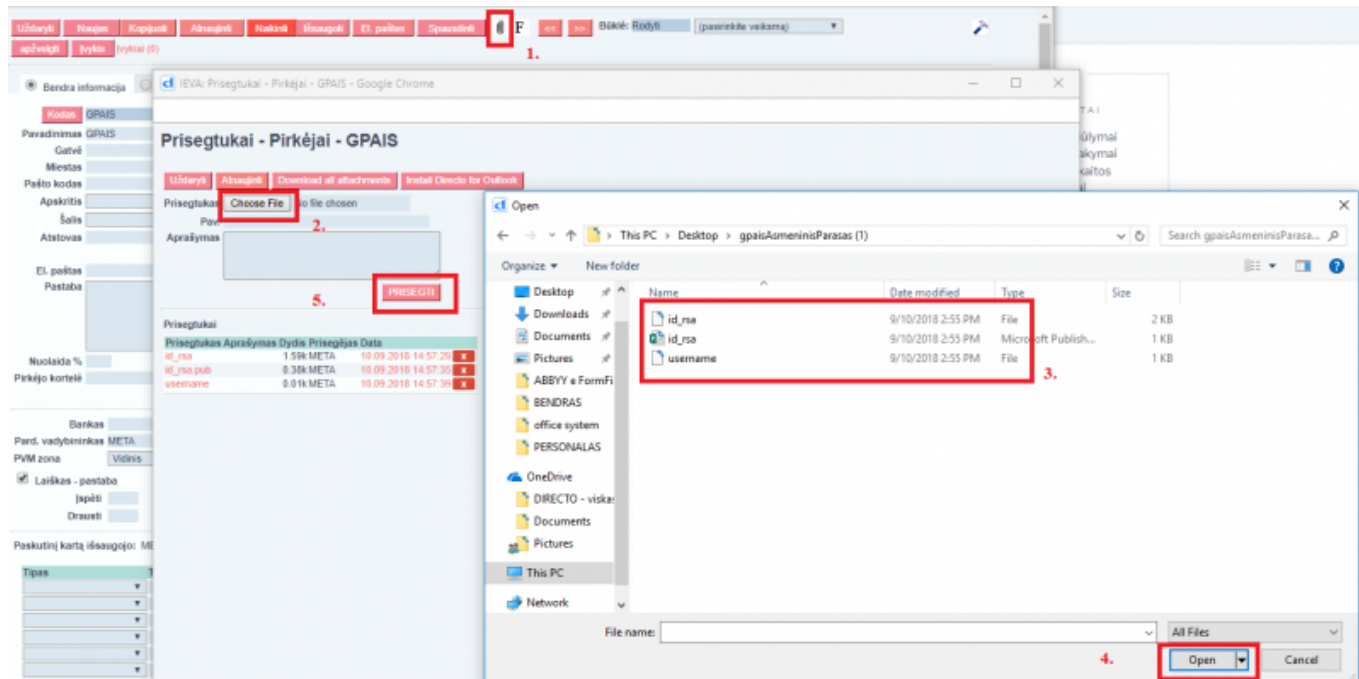 Uždaryti Naujas Kopijuoti Atnaujinti Naikinti Išsaugoti El. paštas Spausdinti F << >> Būklė: Rodyti (pasirinkite veiksmą)
1.
apžvelgti Įvykis Įvykiai (0)
Bendra informacija
IEVA: Prisegtukai - Pirkėjai - GPAIS - Google Chrome
Kodas GPAIS
TAI
Pavadinimas GPAIS
Prisegtukai - Pirkėjai - GPAIS
ūlymai
Gatvė
akymai
Miestas
kaitos
Pašto kodas
Uždaryti Atnaujinti Download all attachments Install Directo for Outlook
Apskritis
Prisegtukas Choose File No file chosen
Open
Šalis
Pav.
2.
Atstovas
Aprašymas
This PC > Desktop > gpaisAsmeninisParasas (1)
Search gpaisAsmeninisParasa...
El. paštas
Organize New folder
Pastaba
5.
PRISEGTI
Desktop
Downloads
Documents
Pictures
ABBYY e FormFi
BENDRAS
office system
PERSONALAS
OneDrive
DIRECTO - viska
Documents
Pictures
This PC
Network
Name Date modified Type Size
id_rsa 9/10/2018 2:55 PM File 2 KB
id_rsa 9/10/2018 2:55 PM Microsoft Publish... 1 KB
username 9/10/2018 2:55 PM File 1 KB
3.
Prisegtukai
Prisegtukas Aprašymas Dydis Prisegėjas Data
id_rsa 1.59k META 10.09.2018 14:57:29 x
id_rsa.pub 0.38k META 10.09.2018 14:57:35 x
username 0.01k META 10.09.2018 14:57:39 x
Nuolaida %
Pirkėjo kortelė
Bankas
Pard. vadybininkas META
PVM zona Vidinis
Laiškas - pastaba
Įspėti
Drausti
Paskutinį kartą išsaugojo: ME
Tipas T
File name: All Files
4.
Open Cancel